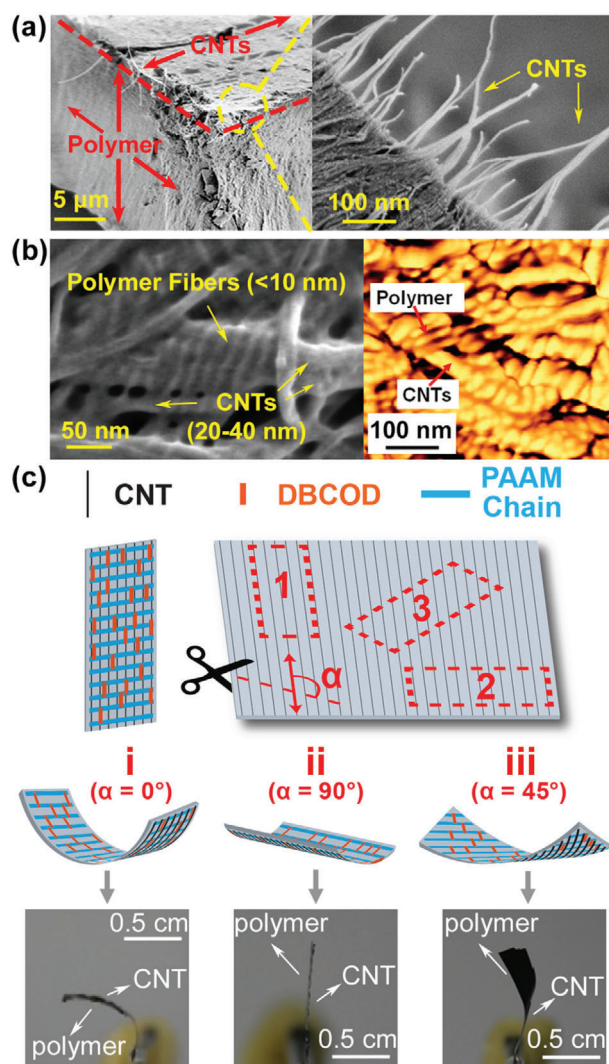 (a)
CNTs
Polymer
5 µm
CNTs
100 nm
(b)
Polymer Fibers (<10 nm)
CNTs
(20-40 nm)
50 nm
Polymer
CNTs
100 nm
(c)
CNT
DBCOD
PAAM
Chain
1
3
2
α
i
(α = 0°)
ii
(α = 90°)
iii
(α = 45°)
0.5 cm
CNT
polymer
polymer
CNT
0.5 cm
polymer
CNT
0.5 cm